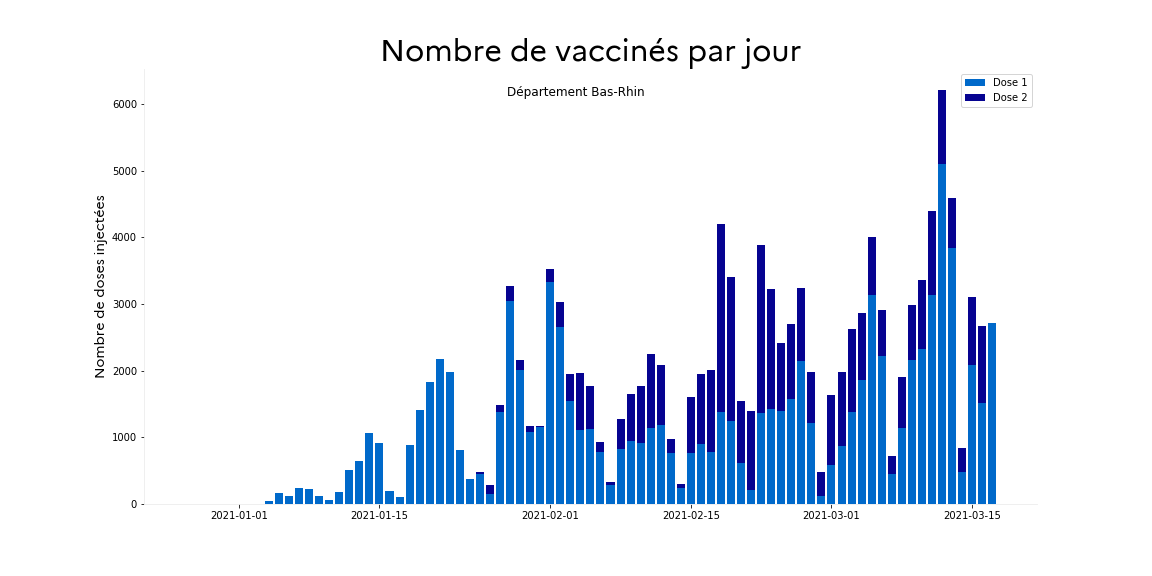 Nombre de vaccinés par jour
Département Bas-Rhin
Dose 1
Dose 2
Nombre de doses injectées
6000
5000
4000
3000
2000
1000
0
2021-01-01
2021-01-15
2021-02-01
2021-02-15
2021-03-01
2021-03-15